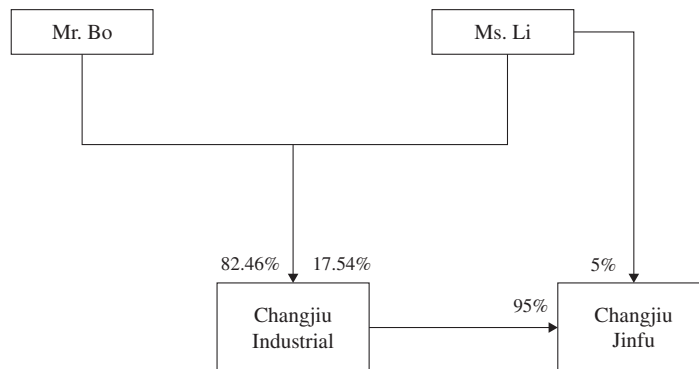 Mr. Bo
Ms. Li
82.46%
17.54%
5%
95%
Changjiu
Industrial
Changjiu
Jinfu